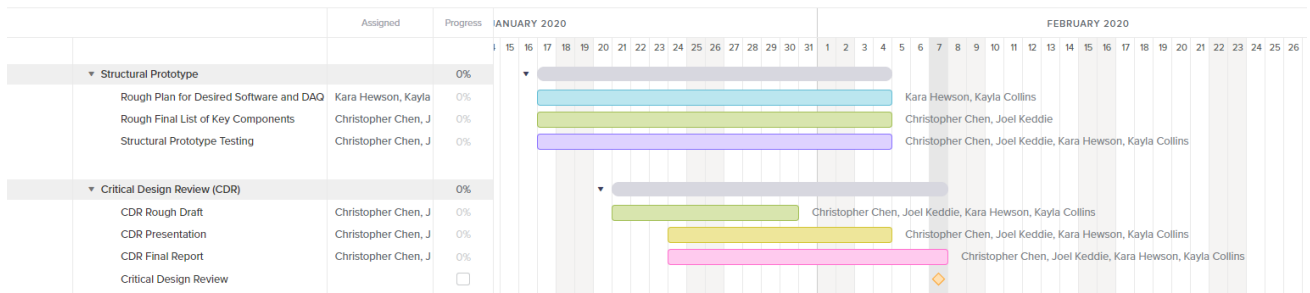 Assigned Progress JANUARY 2020 FEBRUARY 2020
15 16 17 18 19 20 21 22 23 24 25 26 27 28 29 30 31 1 2 3 4 5 6 7 8 9 10 11 12 13 14 15 16 17 18 19 20 21 22 23 24 25 26
Structural Prototype 0%
Rough Plan for Desired Software and DAQ Kara Hewson, Kayla 0% Kara Hewson, Kayla Collins
Rough Final List of Key Components Christopher Chen, J 0% Christopher Chen, Joel Keddie
Structural Prototype Testing Christopher Chen, J 0% Christopher Chen, Joel Keddie, Kara Hewson, Kayla Collins
Critical Design Review (CDR) 0%
CDR Rough Draft Christopher Chen, J 0% Christopher Chen, Joel Keddie, Kara Hewson, Kayla Collins
CDR Presentation Christopher Chen, J 0% Christopher Chen, Joel Keddie, Kara Hewson, Kayla Collins
CDR Final Report Christopher Chen, J 0% Christopher Chen, Joel Keddie, Kara Hewson, Kayla Collins
Critical Design Review